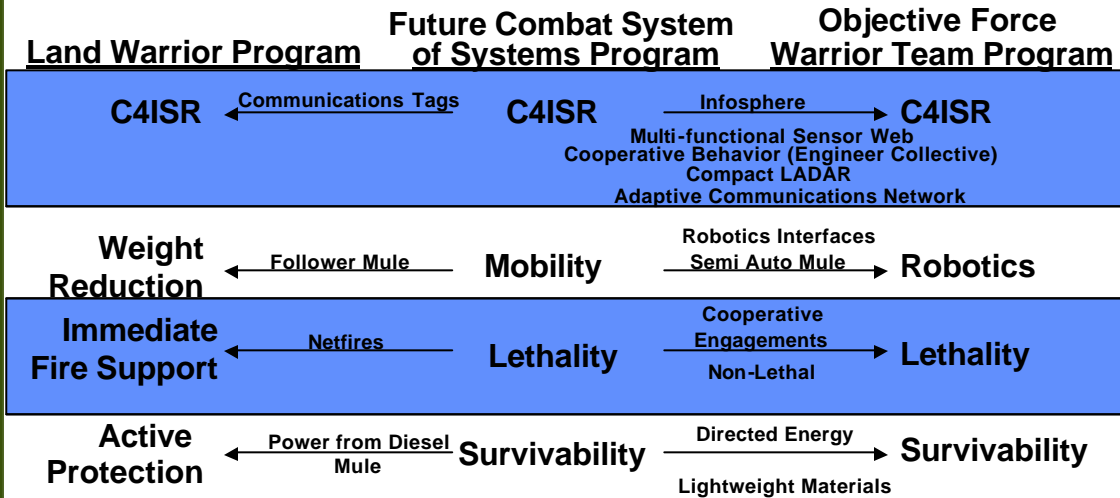 Land Warrior Program
Future Combat System
of Systems Program
Objective Force
Warrior Team Program
C4ISR
Communications Tags
C4ISR
Infosphere
C4ISR
Multi-functional Sensor Web
Cooperative Behavior (Engineer Collective)
Compact LADAR
Adaptive Communications Network
Weight
Reduction
Follower Mule
Mobility
Robotics Interfaces
Semi Auto Mule
Robotics
Immediate
Fire Support
Netfires
Lethality
Cooperative
Engagements
Non-Lethal
Lethality
Active
Protection
Power from Diesel
Mule
Survivability
Directed Energy
Lightweight Materials
Survivability